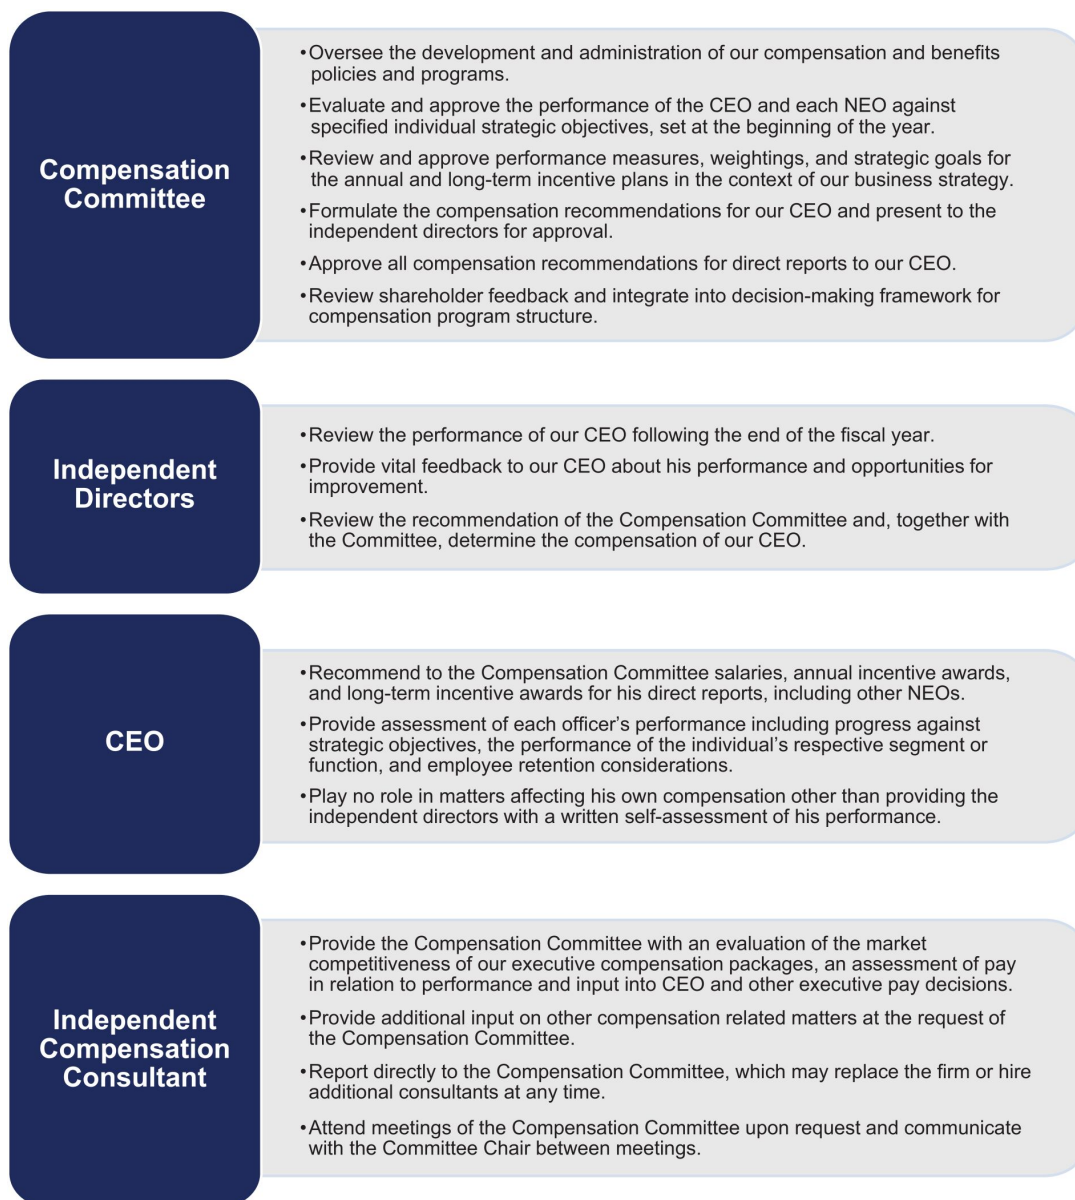 Compensation
Committee
•Oversee the development and administration of our compensation and benefits
policies and programs.
•Evaluate and approve the performance of the CEO and each NEO against
specified individual strategic objectives, set at the beginning of the year.
•Review and approve performance measures, weightings, and strategic goals for
the annual and long-term incentive plans in the context of our business strategy.
•Formulate the compensation recommendations for our CEO and present to the
independent directors for approval.
•Approve all compensation recommendations for direct reports to our CEO.
•Review shareholder feedback and integrate into decision-making framework for
compensation program structure.
Independent
Directors
•Review the performance of our CEO following the end of the fiscal year.
•Provide vital feedback to our CEO about his performance and opportunities for
improvement.
•Review the recommendation of the Compensation Committee and, together with
the Committee, determine the compensation of our CEO.
CEO
•Recommend to the Compensation Committee salaries, annual incentive awards,
and long-term incentive awards for his direct reports, including other NEOs.
•Provide assessment of each officer’s performance including progress against
strategic objectives, the performance of the individual’s respective segment or
function, and employee retention considerations.
•Play no role in matters affecting his own compensation other than providing the
independent directors with a written self-assessment of his performance.
Independent
Compensation
Consultant
•Provide the Compensation Committee with an evaluation of the market
competitiveness of our executive compensation packages, an assessment of pay
in relation to performance and input into CEO and other executive pay decisions.
•Provide additional input on other compensation related matters at the request of
the Compensation Committee.
•Report directly to the Compensation Committee, which may replace the firm or hire
additional consultants at any time.
•Attend meetings of the Compensation Committee upon request and communicate
with the Committee Chair between meetings.